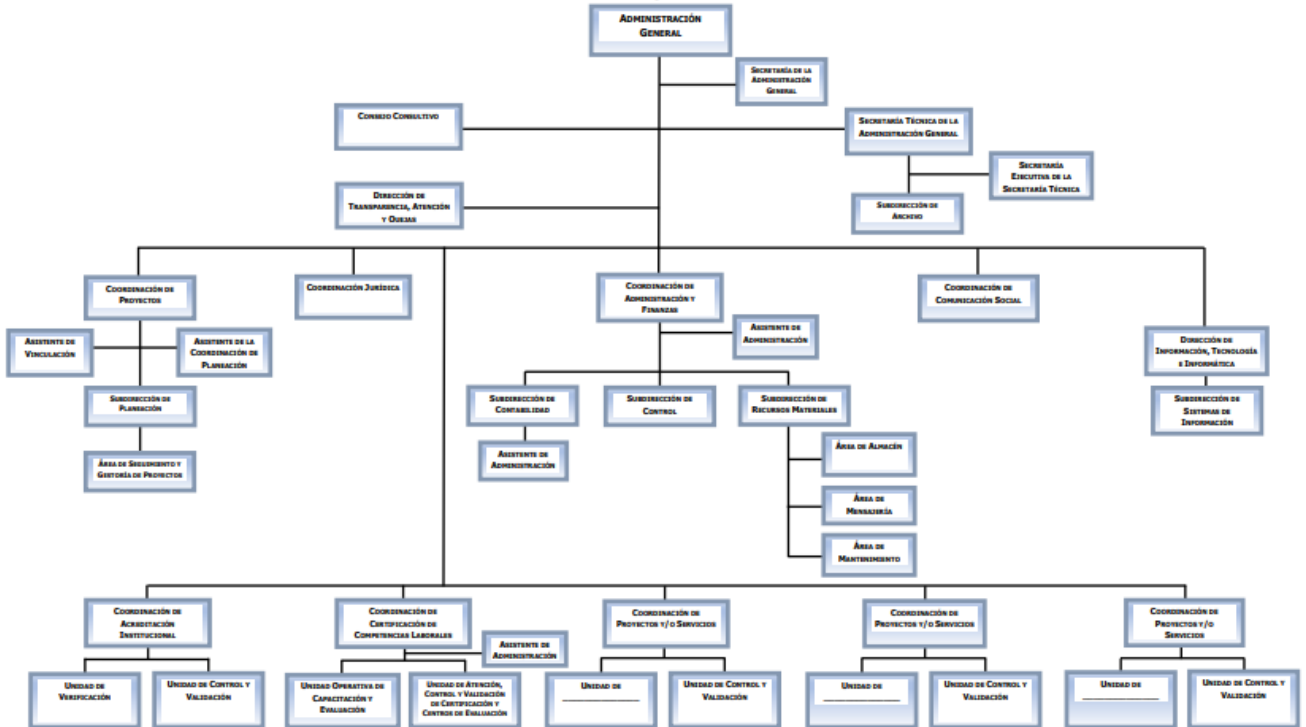 ADMINISTRACIÓN
GENERAL
SECRETARÍA DE LA
ADMINISTRACIÓN
GENERAL
CONSEJO CONSULTIVO
SECRETARÍA TÉCNICA DE LA
ADMINISTRACIÓN GENERAL
SECRETARÍA
EJECUTIVA DE LA
SECRETARÍA TÉCNICA
DIRECCIÓN DE
TRANSPARENCIA, ATENCIÓN
Y QUEJAS
SUBDIRECCIÓN DE
ARCHIVO
COORDINACIÓN DE
PROYECTOS
COORDINACIÓN JURÍDICA
COORDINACIÓN DE
ADMINISTRACIÓN Y
FINANZAS
COORDINACIÓN DE
COMUNICACIÓN SOCIAL
ASISTENTE DE
VINCULACIÓN
ASISTENTE DE LA
COORDINACIÓN DE
PLANEACIÓN
ASISTENTE DE
ADMINISTRACIÓN
DIRECCIÓN DE
INFORMACIÓN, TECNOLOGÍA
E INFORMÁTICA
SUBDIRECCIÓN DE
PLANEACIÓN
SUBDIRECCIÓN DE
CONTABILIDAD
SUBDIRECCIÓN DE
CONTROL
SUBDIRECCIÓN DE
RECURSOS MATERIALES
SUBDIRECCIÓN DE
SISTEMAS DE
INFORMACIÓN
ÁREA DE SEGUIMIENTO Y
GESTORÍA DE PROYECTOS
ASISTENTE DE
ADMINISTRACIÓN
ÁREA DE ALMACÉN
ÁREA DE
MENSAJERÍA
ÁREA DE
MANTENIMIENTO
COORDINACIÓN DE
ACREDITACIÓN
INSTITUCIONAL
COORDINACIÓN DE
CERTIFICACIÓN DE
COMPETENCIAS LABORALES
COORDINACIÓN DE
PROYECTOS Y/O SERVICIOS
COORDINACIÓN DE
PROYECTOS Y/O SERVICIOS
COORDINACIÓN DE
PROYECTOS Y/O
SERVICIOS
ASISTENTE DE
ADMINISTRACIÓN
UNIDAD DE
VERIFICACIÓN
UNIDAD DE CONTROL Y
VALIDACIÓN
UNIDAD OPERATIVA DE
CAPACITACIÓN Y
EVALUACIÓN
UNIDAD DE ATENCIÓN,
CONTROL Y VALIDACIÓN
DE CERTIFICACIÓN Y
CENTROS DE EVALUACIÓN
UNIDAD DE
______________
UNIDAD DE CONTROL Y
VALIDACIÓN
UNIDAD DE
______________
UNIDAD DE CONTROL Y
VALIDACIÓN
UNIDAD DE
______________
UNIDAD DE CONTROL Y
VALIDACIÓN